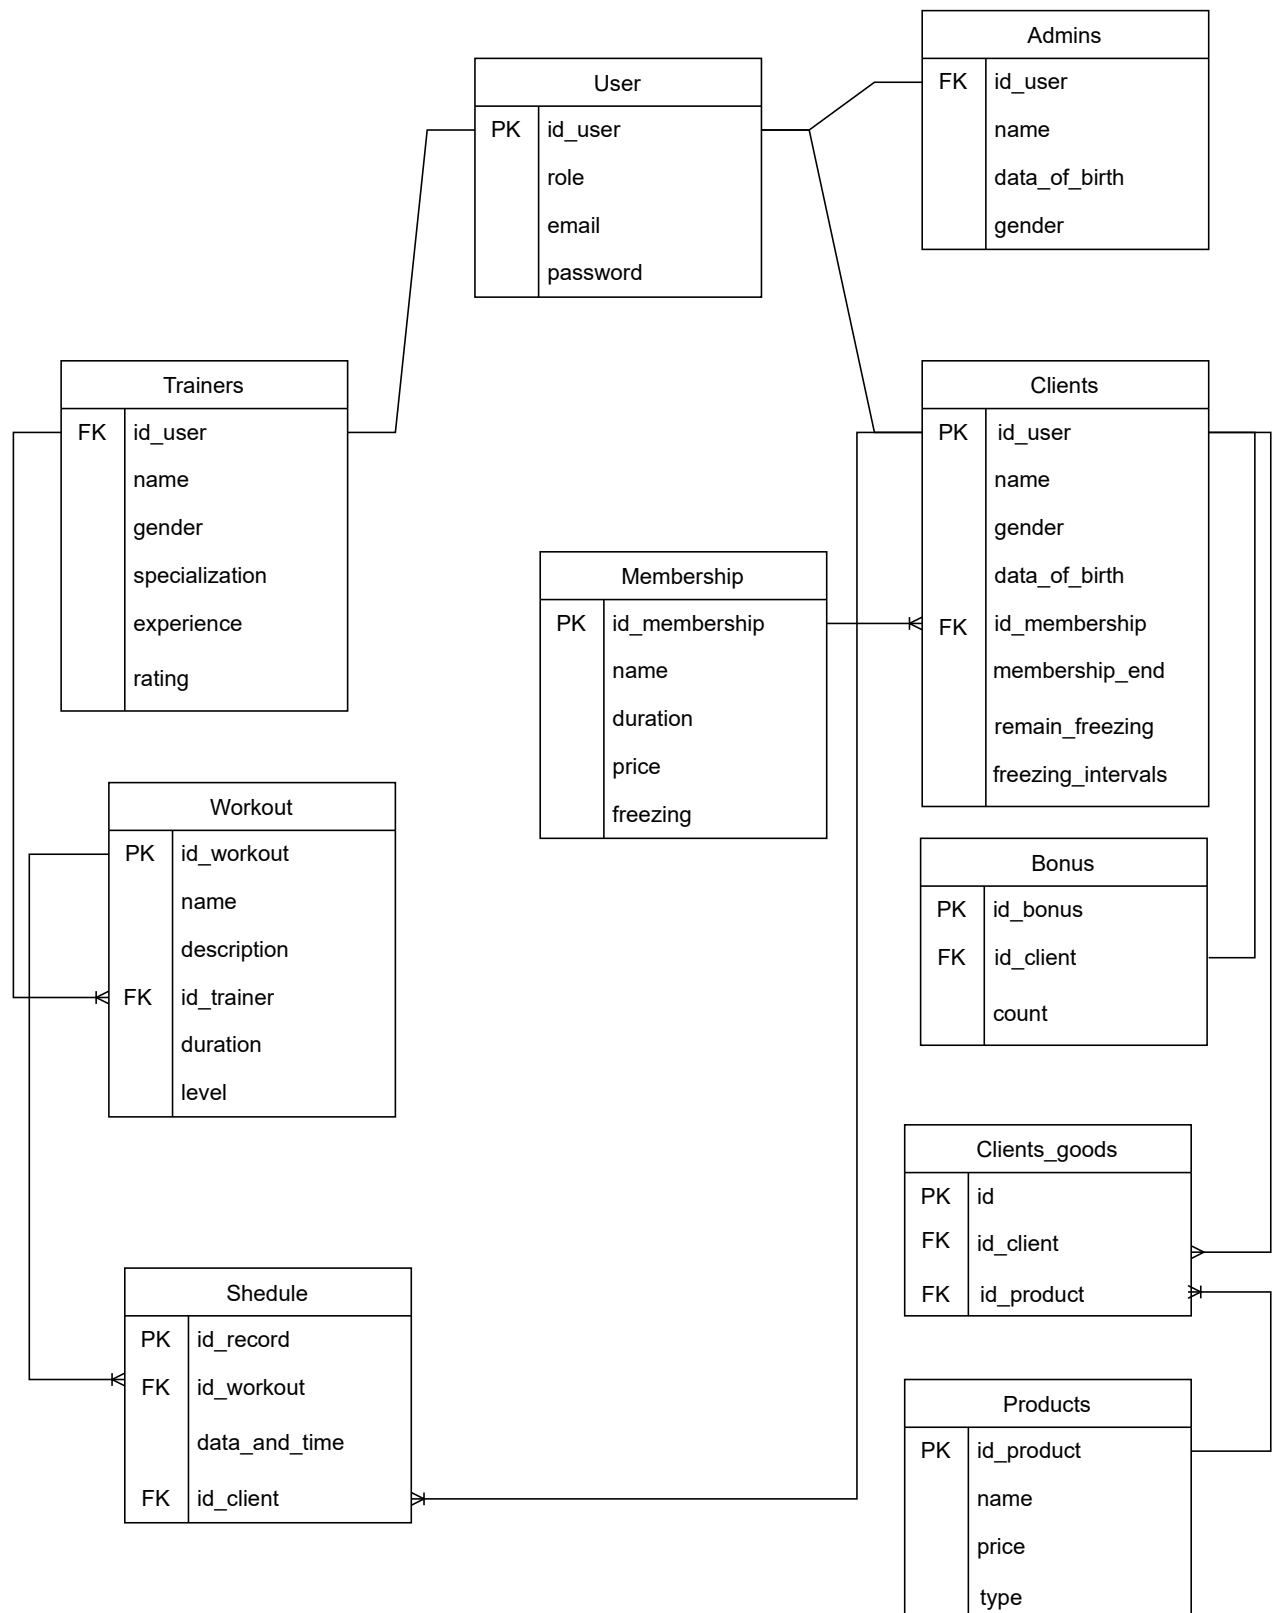 Admins
FK id_user
name
data_of_birth
gender
User
PK id_user
role
email
password
Trainers
FK id_user
name
gender
specialization
experience
rating
Clients
PK id_user
name
gender
data_of_birth
FK id_membership
membership_end
remain_freezing
freezing_intervals
Membership
PK id_membership
name
duration
price
freezing
Workout
PK id_workout
name
description
FK id_trainer
duration
level
Bonus
PK id_bonus
FK id_client
count
Clients_goods
PK id
FK id_client
FK id_product
Shedule
PK id_record
FK id_workout
data_and_time
FK id_client
Products
PK id_product
name
price
type